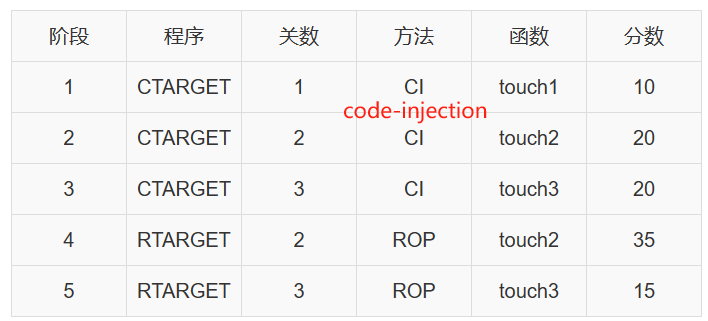 阶段 程序 关数 方法 函数 分数
1 CTARGET 1 CI touch1 10
code-injection
2 CTARGET 2 CI touch2 20
3 CTARGET 3 CI touch3 20
4 RTARGET 2 ROP touch2 35
5 RTARGET 3 ROP touch3 15